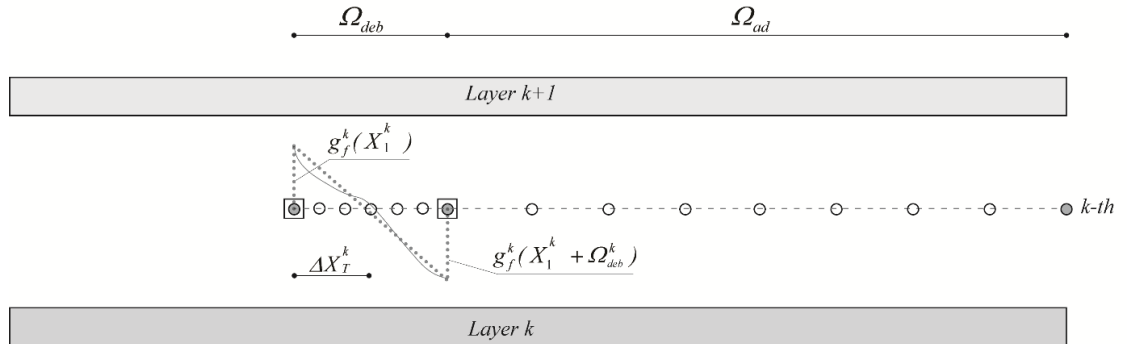 Ω_deb
Ω_ad
Layer k+1
g_f^k(X_1^k)
k-th
g_f^k(X_1^k + Ω_deb^k)
ΔX_T^k
Layer k